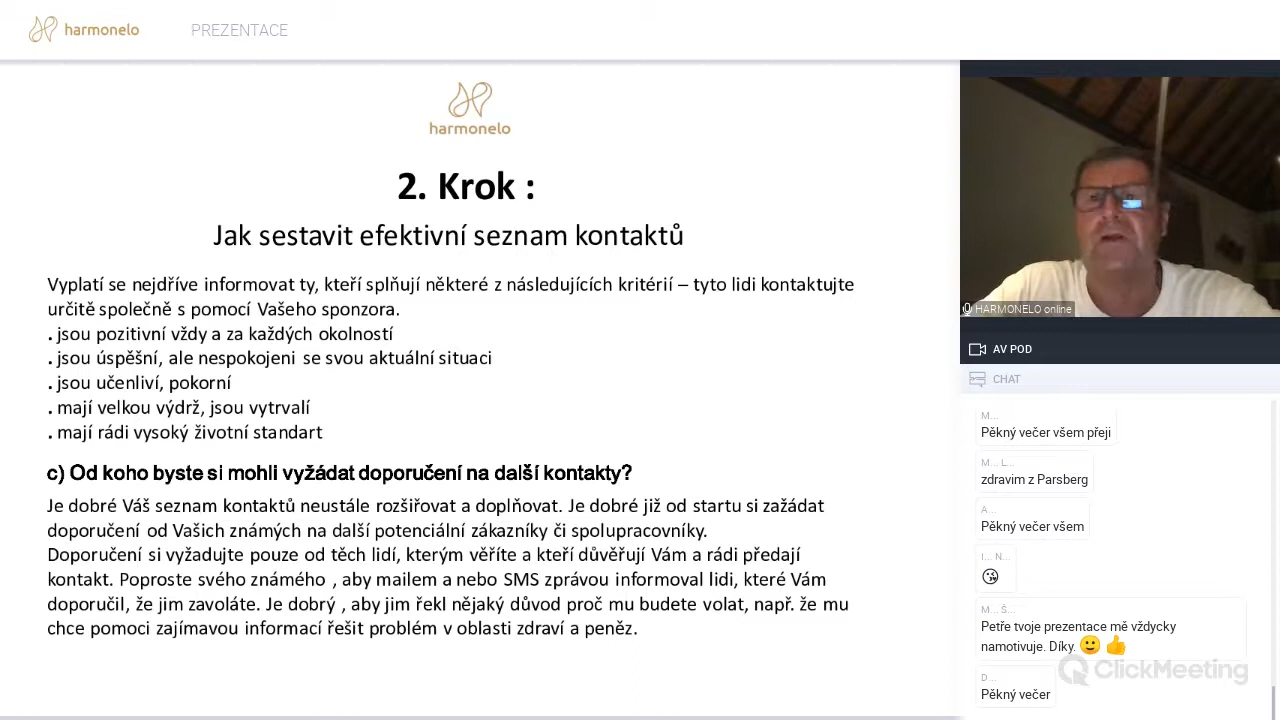 harmonelo
PREZENTACE
harmonelo
2. Krok :
Jak sestavit efektivní seznam kontaktů
Vyplatí se nejdříve informovat ty, kteří splňují některé z následujících kritérií – tyto lidi kontaktujte
určitě společně s pomocí Vašeho sponzora.
. jsou pozitivní vždy a za každých okolností
. jsou úspěšní, ale nespokojeni se svou aktuální situaci
. jsou učenliví, pokorní
. mají velkou výdrž, jsou vytrvalí
. mají rádi vysoký životní standart
c) Od koho byste si mohli vyžádat doporučení na další kontakty?
Je dobré Váš seznam kontaktů neustále rozšiřovat a doplňovat. Je dobré již od startu si zažádat
doporučení od Vašich známých na další potenciální zákazníky či spolupracovníky.
Doporučení si vyžadujte pouze od těch lidí, kterým věříte a kteří důvěřují Vám a rádi předají
kontakt. Poproste svého známého , aby mailem a nebo SMS zprávou informoval lidi, které Vám
doporučil, že jim zavoláte. Je dobrý , aby jim řekl nějaký důvod proč mu budete volat, např. že mu
chce pomoci zajímavou informací řešit problém v oblasti zdraví a peněz.
HARMONELO online
AV POD
CHAT
M...
Pěkný večer všem přeji
M... L...
zdravim z Parsberg
A...
Pěkný večer všem
I... N...
😘
M... Š...
Petře tvoje prezentace mě vždycky
namotivuje. Díky. 🙂 👍
ClickMeeting
D...
Pěkný večer